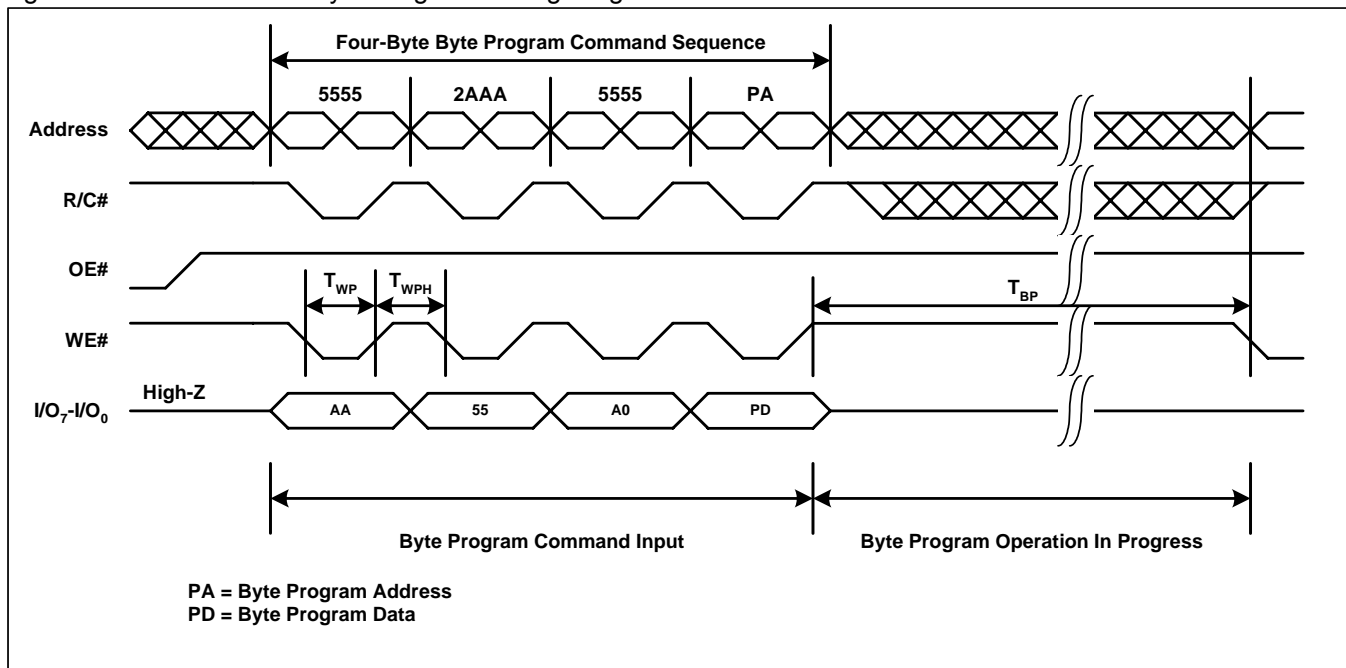 Four-Byte Byte Program Command Sequence
5555 2AAA 5555 PA
Address
R/C#
OE#
TWP TWPH TBP
WE#
High-Z
I/O7-I/O0
AA 55 A0 PD
Byte Program Command Input Byte Program Operation In Progress
PA = Byte Program Address
PD = Byte Program Data